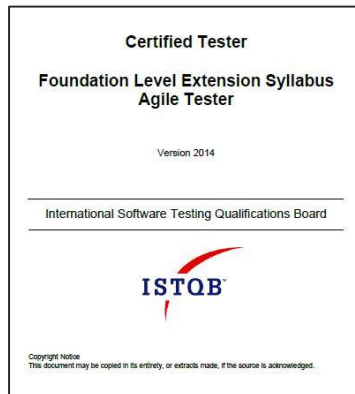 Certified Tester
Foundation Level Extension Syllabus
Agile Tester
Version 2014
International Software Testing Qualifications Board
ISTQB™
Copyright Notice
This document may be copied in its entirety, or extracts made, if the source is acknowledged.